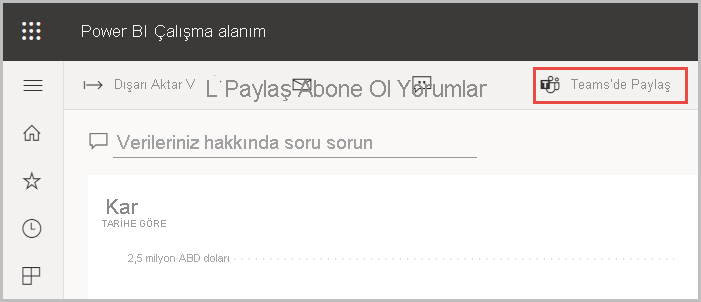 Power BI Çalışma alanım
Dışarı Aktar V L Paylaş Abone Ol Yorumlar Teams'de Paylaş
Verileriniz hakkında soru sorun
Kar
TARİHE GÖRE
2,5 milyon ABD doları